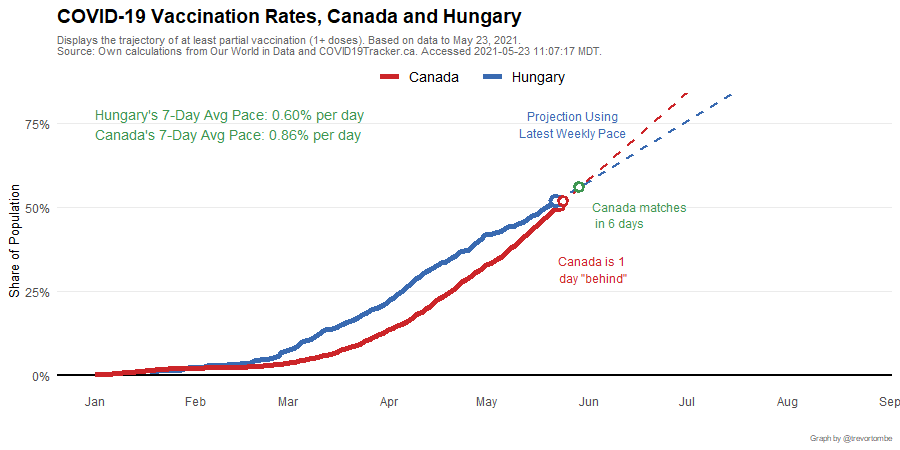 COVID-19 Vaccination Rates, Canada and Hungary
Displays the trajectory of at least partial vaccination (1+ doses). Based on data to May 23, 2021.
Source: Own calculations from Our World in Data and COVID19Tracker.ca. Accessed 2021-05-23 11:07:17 MDT.
Canada Hungary
Hungary's 7-Day Avg Pace: 0.60% per day
Canada's 7-Day Avg Pace: 0.86% per day
Projection Using
Latest Weekly Pace
Canada matches
in 6 days
Canada is 1
day "behind"
Share of Population
75%
50%
25%
0%
Jan Feb Mar Apr May Jun Jul Aug Sep
Graph by @trevortombe